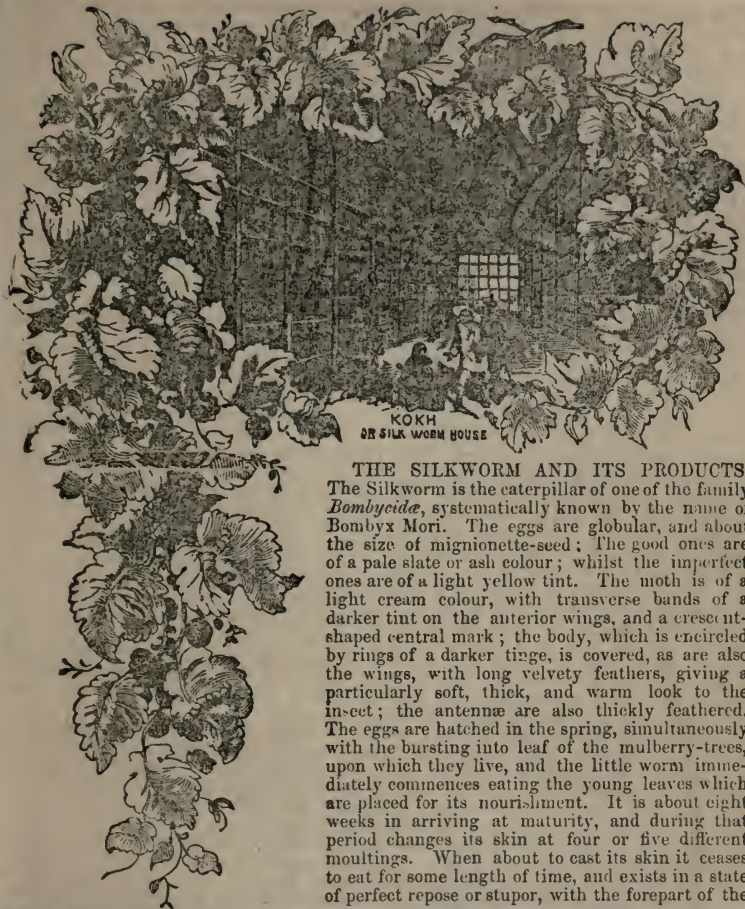 KOKH
OR SILK WORM HOUSE
THE SILKWORM AND ITS PRODUCTS
The Silkworm is the caterpillar of one of the family
Bombycidæ, systematically known by the name o
Bombyx Mori. The eggs are globular, and about
the size of mignionette-seed; The good ones are
of a pale slate or ash colour; whilst the imperfect
ones are of a light yellow tint. The moth is of a
light cream colour, with transverse bands of a
darker tint on the anterior wings, and a crescent-
shaped central mark; the body, which is encircled
by rings of a darker tinge, is covered, as are also
the wings, with long velvety feathers, giving a
particularly soft, thick, and warm look to the
insect; the antennæ are also thickly feathered.
The eggs are hatched in the spring, simultaneously
with the bursting into leaf of the mulberry-trees,
upon which they live, and the little worm imme-
diately commences eating the young leaves which
are placed for its nourishment. It is about eight
weeks in arriving at maturity, and during that
period changes its skin at four or five different
moultings. When about to cast its skin it ceases
to eat for some length of time, and exists in a state
of perfect repose or stupor, with the forepart of the